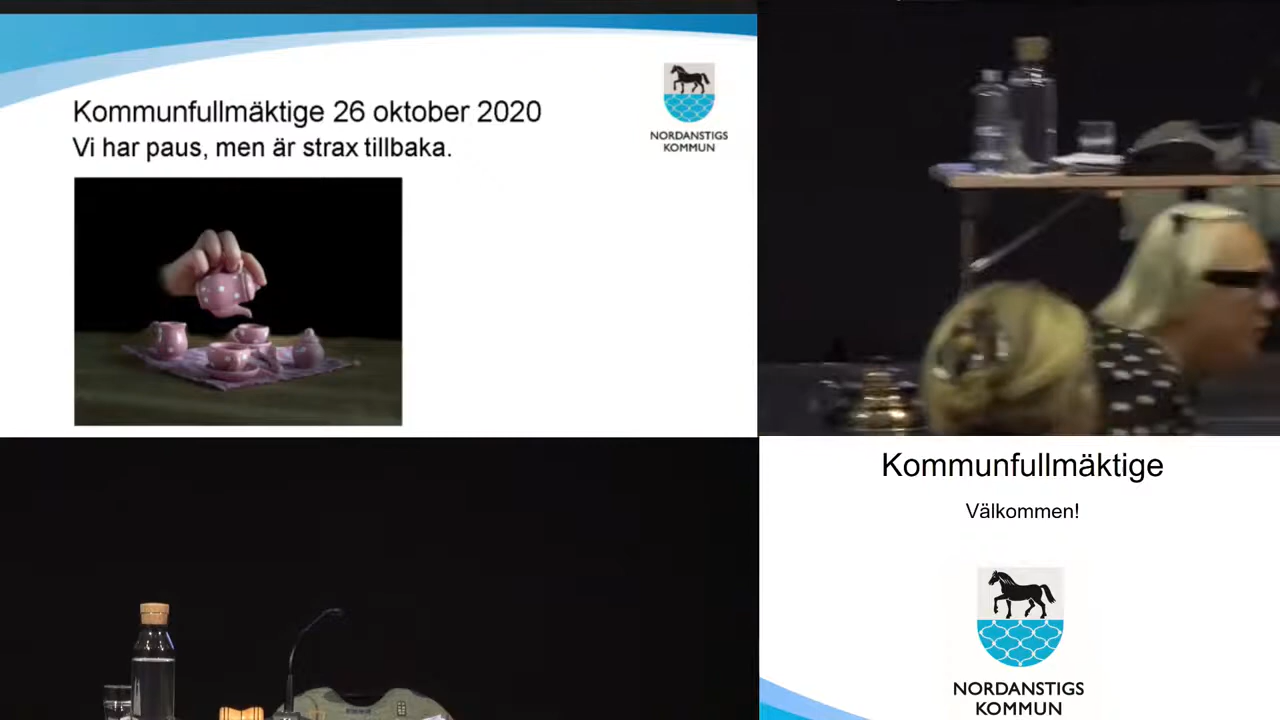 Kommunfullmäktige 26 oktober 2020
Vi har paus, men är strax tillbaka.
NORDANSTIGS
KOMMUN
Kommunfullmäktige
Välkommen!
NORDANSTIGS
KOMMUN